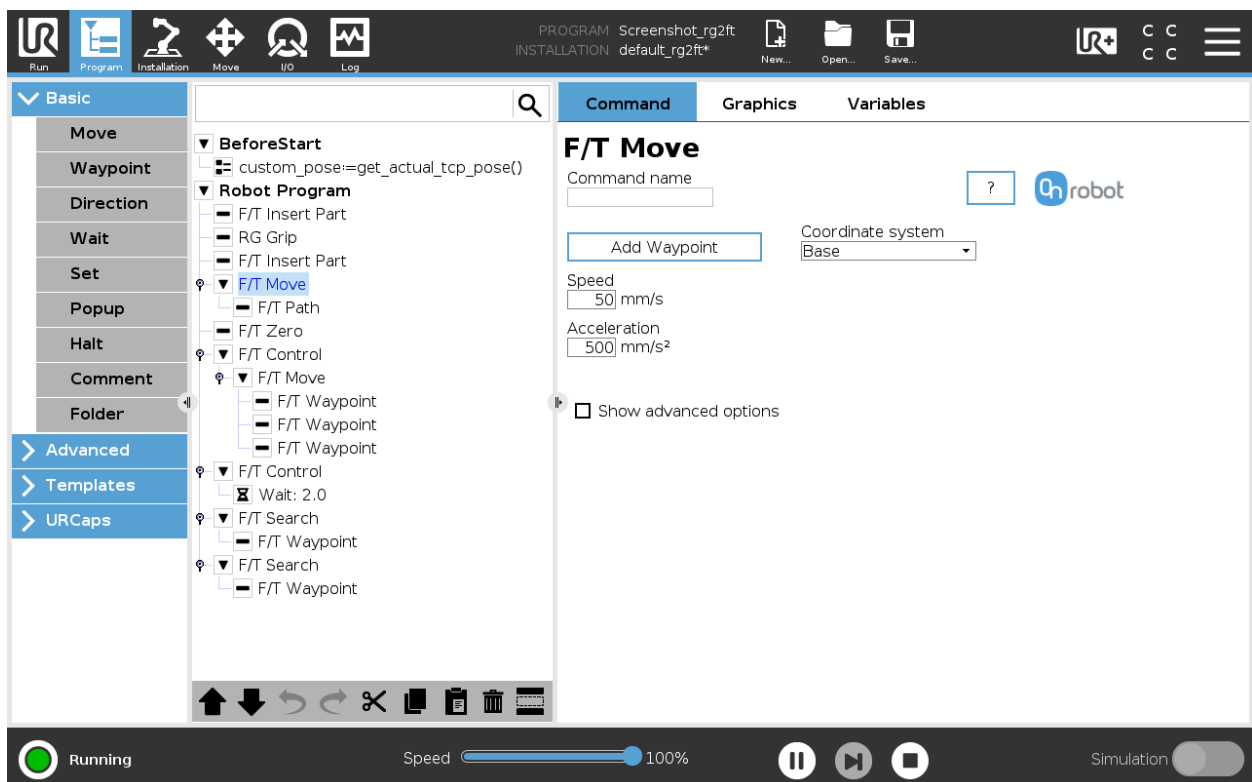 PROGRAM Screenshot_rg2ft
INSTALLATION default_rg2ft*
Run
Program
Installation
Move
I/O
Log
New...
Open...
Save...
UR+
C C
C C
Basic
Move
Waypoint
Direction
Wait
Set
Popup
Halt
Comment
Folder
Advanced
Templates
URCaps
BeforeStart
custom_pose:=get_actual_tcp_pose()
Robot Program
F/T Insert Part
RG Grip
F/T Insert Part
F/T Move
F/T Path
F/T Zero
F/T Control
F/T Move
F/T Waypoint
F/T Waypoint
F/T Waypoint
F/T Control
Wait: 2.0
F/T Search
F/T Waypoint
F/T Search
F/T Waypoint
Command Graphics Variables
F/T Move
Command name
?
On robot
Add Waypoint
Coordinate system
Base
Speed
50 mm/s
Acceleration
500 mm/s²
Show advanced options
Running
Speed 100%
Simulation